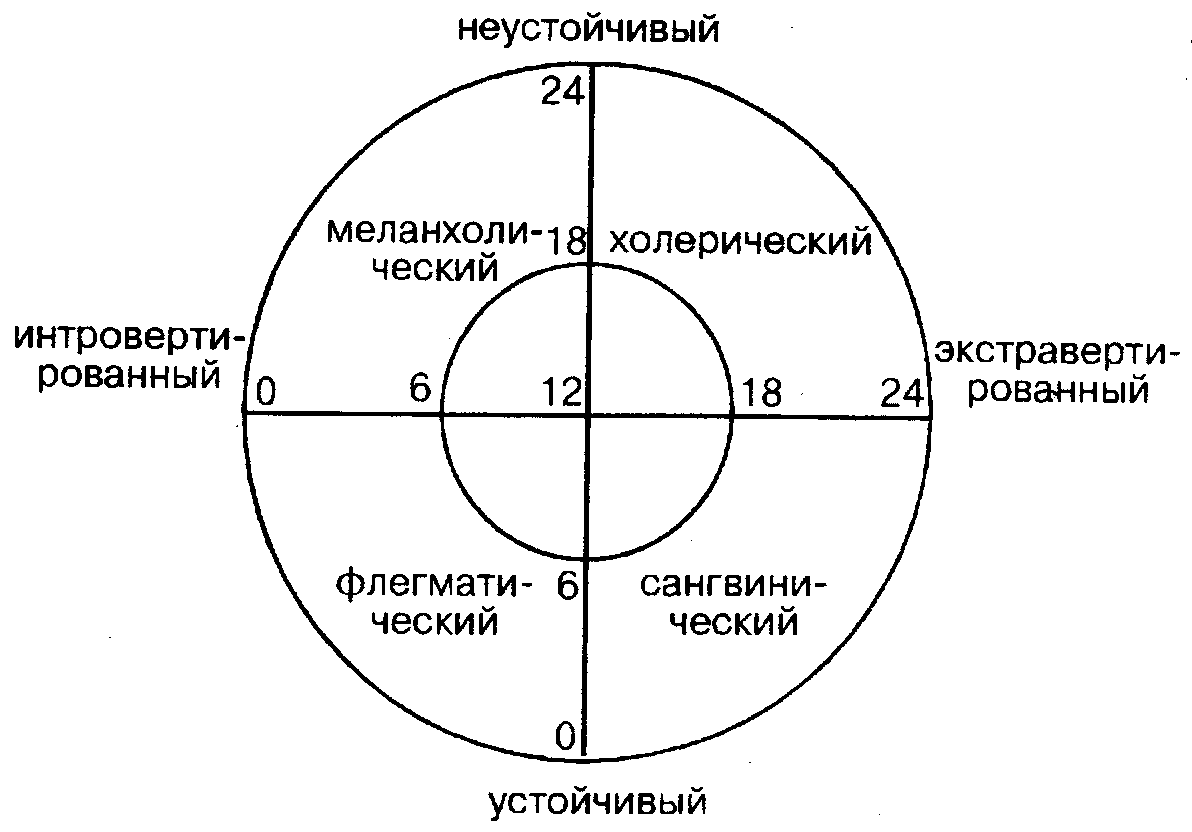 неустойчивый
24
меланхоли-
ческий
18
холерический
интроверти-
рованный
экстраверти-
рованный
0
6
12
18
24
флегмати-
ческий
6
сангвини-
ческий
0
устойчивый